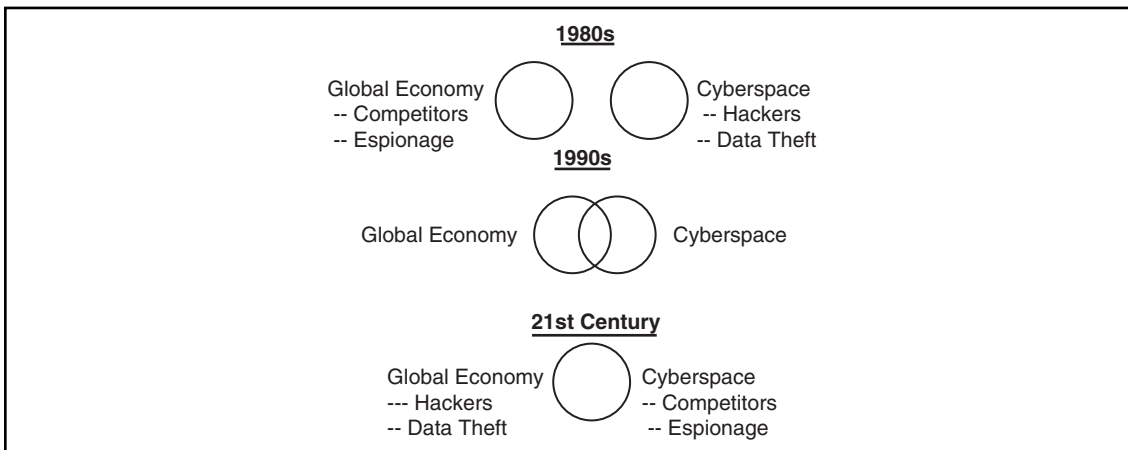 1980s
Global Economy
-- Competitors
-- Espionage
Cyberspace
-- Hackers
-- Data Theft
1990s
Global Economy
Cyberspace
21st Century
Global Economy
--- Hackers
-- Data Theft
Cyberspace
-- Competitors
-- Espionage